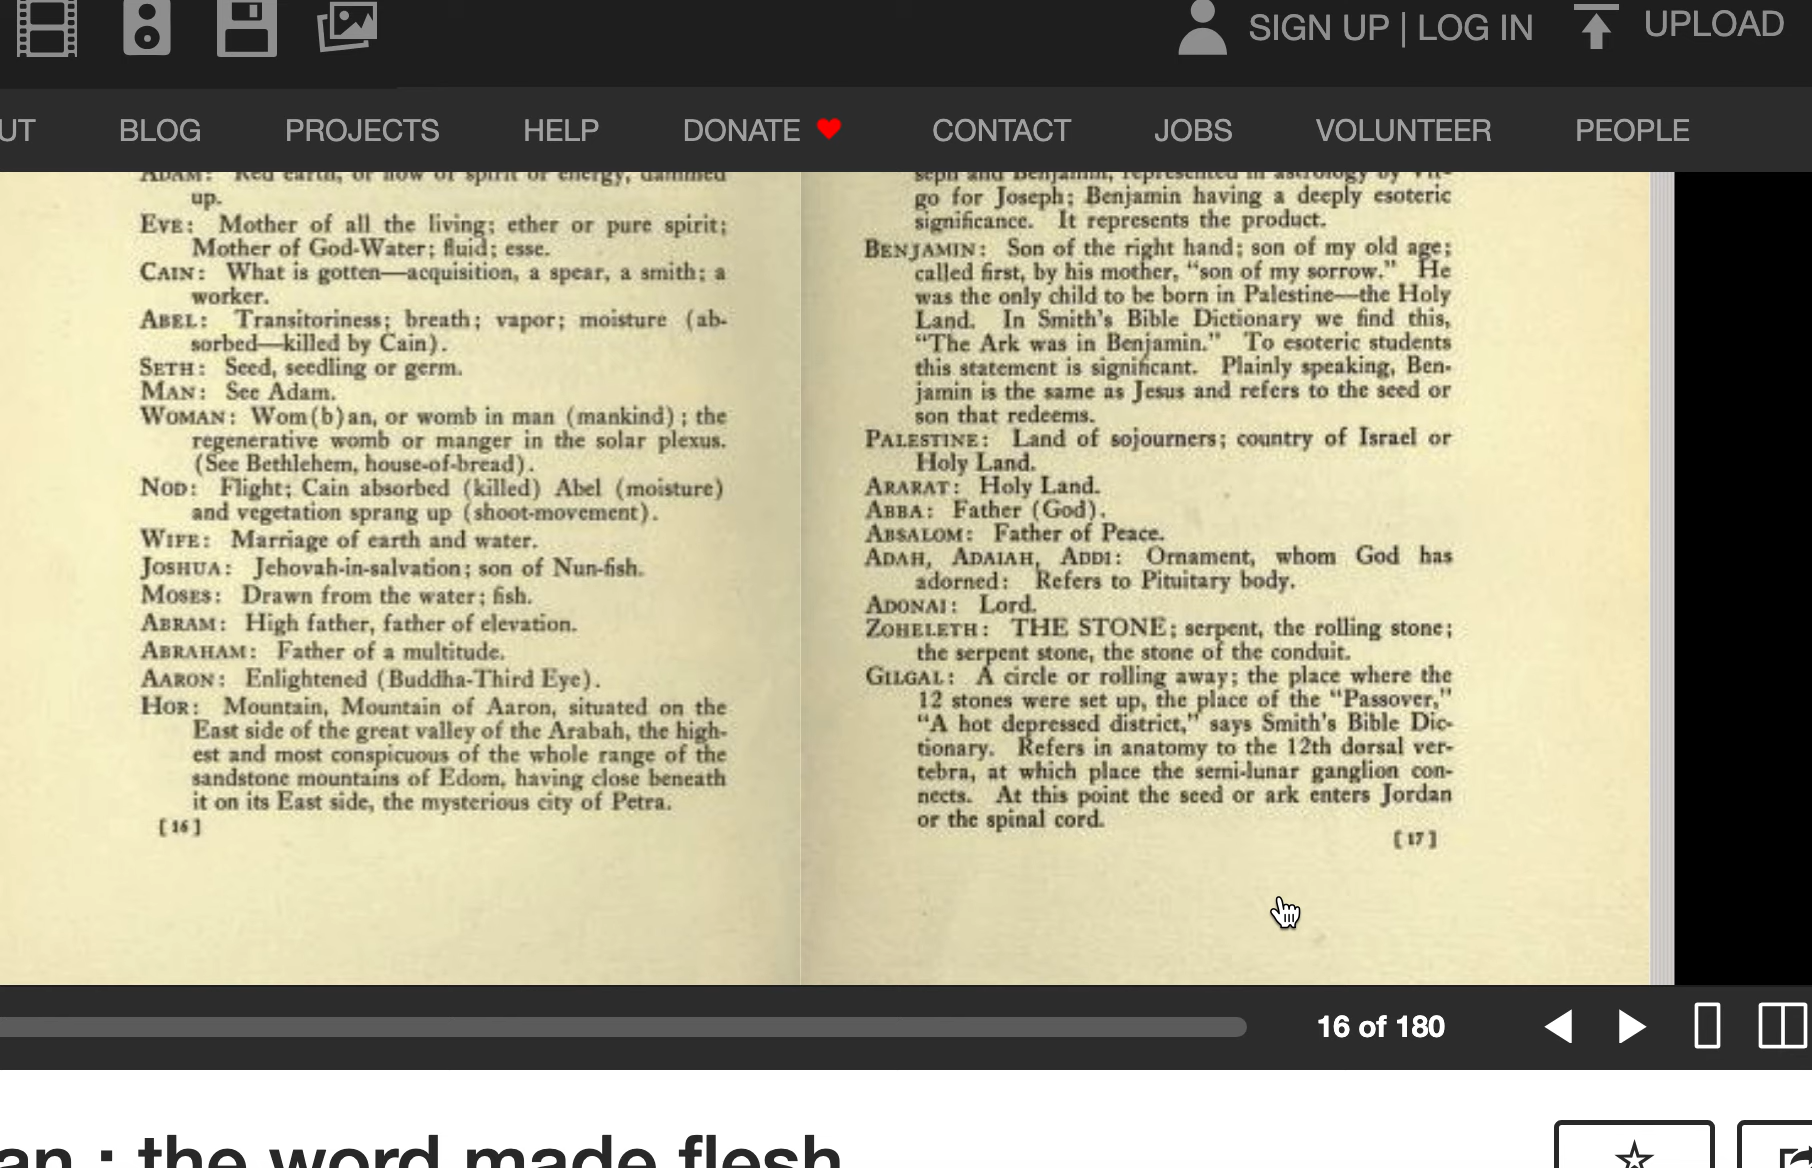 SIGN UP | LOG IN
UPLOAD
UT
BLOG
PROJECTS
HELP
DONATE
CONTACT
JOBS
VOLUNTEER
PEOPLE
ADAM: Red earth, or flow of spirit or energy, dammed
up.
EVE: Mother of all the living; ether or pure spirit;
Mother of God-Water; fluid; esse.
CAIN: What is gotten—acquisition, a spear, a smith; a
worker.
ABEL: Transitoriness; breath; vapor; moisture (ab-
sorbed—killed by Cain).
SETH: Seed, seedling or germ.
MAN: See Adam.
WOMAN: Wom(b)an, or womb in man (mankind); the
regenerative womb or manger in the solar plexus.
(See Bethlehem, house-of-bread).
NOD: Flight; Cain absorbed (killed) Abel (moisture)
and vegetation sprang up (shoot-movement).
WIFE: Marriage of earth and water.
JOSHUA: Jehovah-in-salvation; son of Nun-fish.
MOSES: Drawn from the water; fish.
ABRAM: High father, father of elevation.
ABRAHAM: Father of a multitude.
AARON: Enlightened (Buddha-Third Eye).
HOR: Mountain, Mountain of Aaron, situated on the
East side of the great valley of the Arabah, the high-
est and most conspicuous of the whole range of the
sandstone mountains of Edom, having close beneath
it on its East side, the mysterious city of Petra.
[16]
seph and Benjamin, represented in astrology by Vir-
go for Joseph; Benjamin having a deeply esoteric
significance. It represents the product.
BENJAMIN: Son of the right hand; son of my old age;
called first, by his mother, "son of my sorrow." He
was the only child to be born in Palestine—the Holy
Land. In Smith's Bible Dictionary we find this,
"The Ark was in Benjamin." To esoteric students
this statement is significant. Plainly speaking, Ben-
jamin is the same as Jesus and refers to the seed or
son that redeems.
PALESTINE: Land of sojourners; country of Israel or
Holy Land.
ARARAT: Holy Land.
ABBA: Father (God).
ABSALOM: Father of Peace.
ADAH, ADAIAH, ADDI: Ornament, whom God has
adorned: Refers to Pituitary body.
ADONAI: Lord.
ZOHELETH: THE STONE; serpent, the rolling stone;
the serpent stone, the stone of the conduit.
GILGAL: A circle or rolling away; the place where the
12 stones were set up, the place of the "Passover,"
"A hot depressed district," says Smith's Bible Dic-
tionary. Refers in anatomy to the 12th dorsal ver-
tebra, at which place the semi-lunar ganglion con-
nects. At this point the seed or ark enters Jordan
or the spinal cord.
[17]
16 of 180
an : the word made flesh